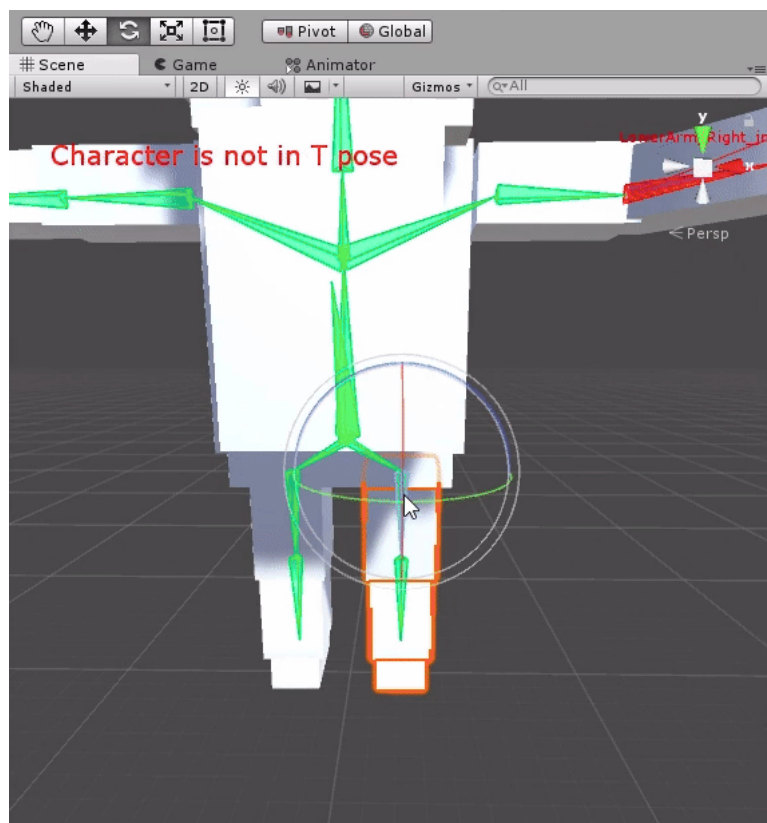 Pivot Global
Scene Game Animator
Shaded 2D Gizmos All
Character is not in T pose
y
x
Persp